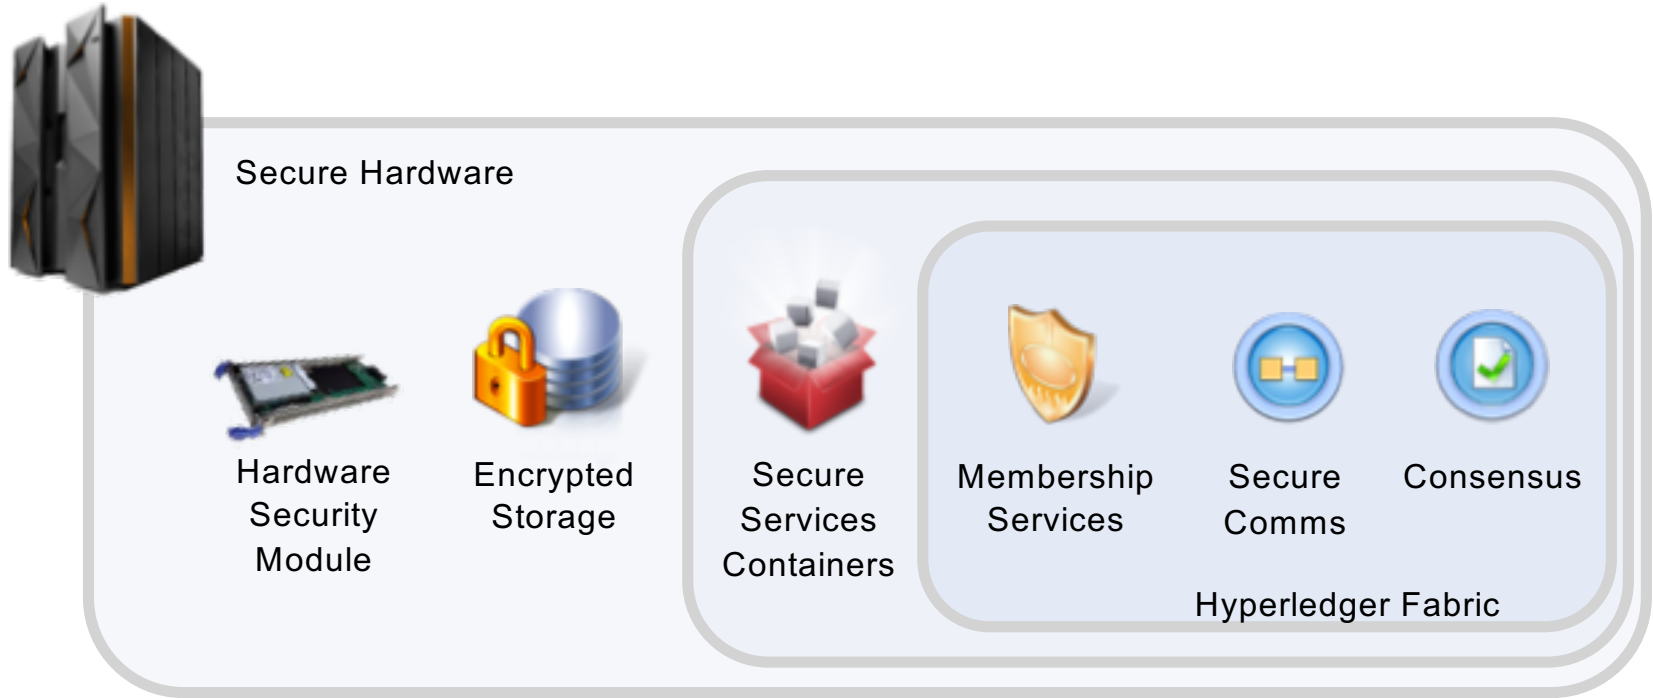 Secure Hardware
Hardware
Security
Module
Encrypted
Storage
Secure
Services
Containers
Membership
Services
Secure
Comms
Consensus
Hyperledger Fabric